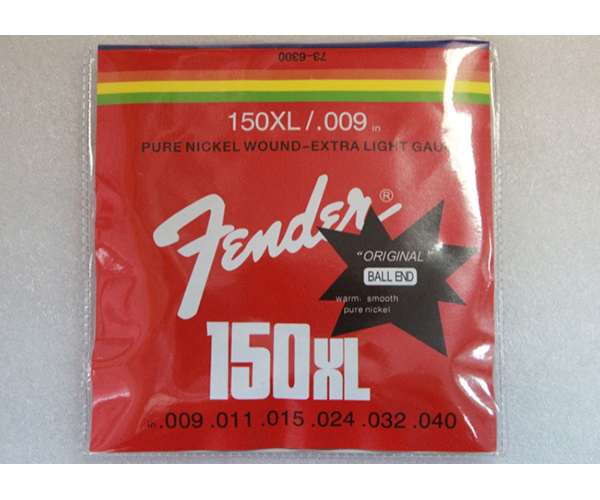 73-6300
150XL/.009 in
PURE NICKEL WOUND-EXTRA LIGHT GAU
Fender®
"ORIGINAL"
BALL END
warm, smooth
pure nickel
150XL
in .009 .011 .015 .024 .032 .040